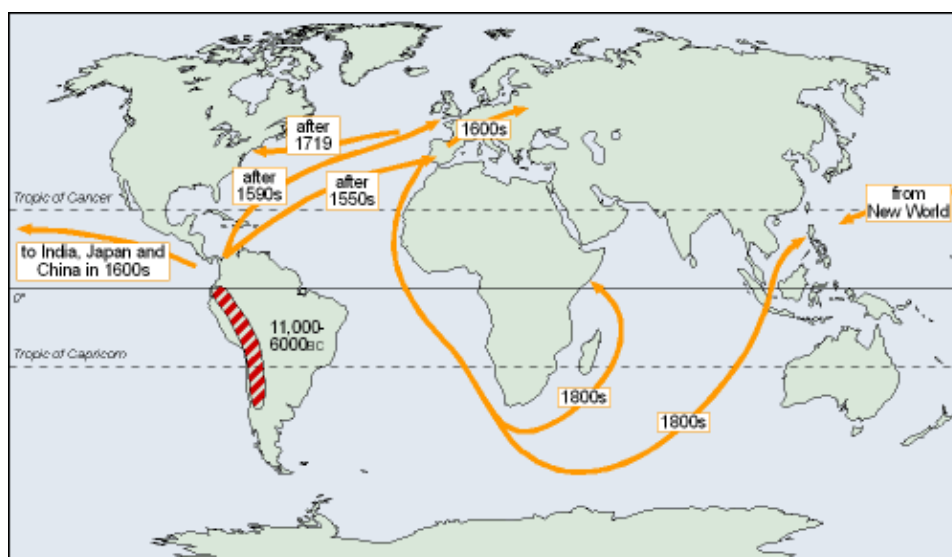 after
1719
1600s
after
1590s
after
1550s
Tropic of Cancer
from
New World
to India, Japan and
China in 1600s
0°
11,000-
6000BC
Tropic of Capricorn
1800s
1800s